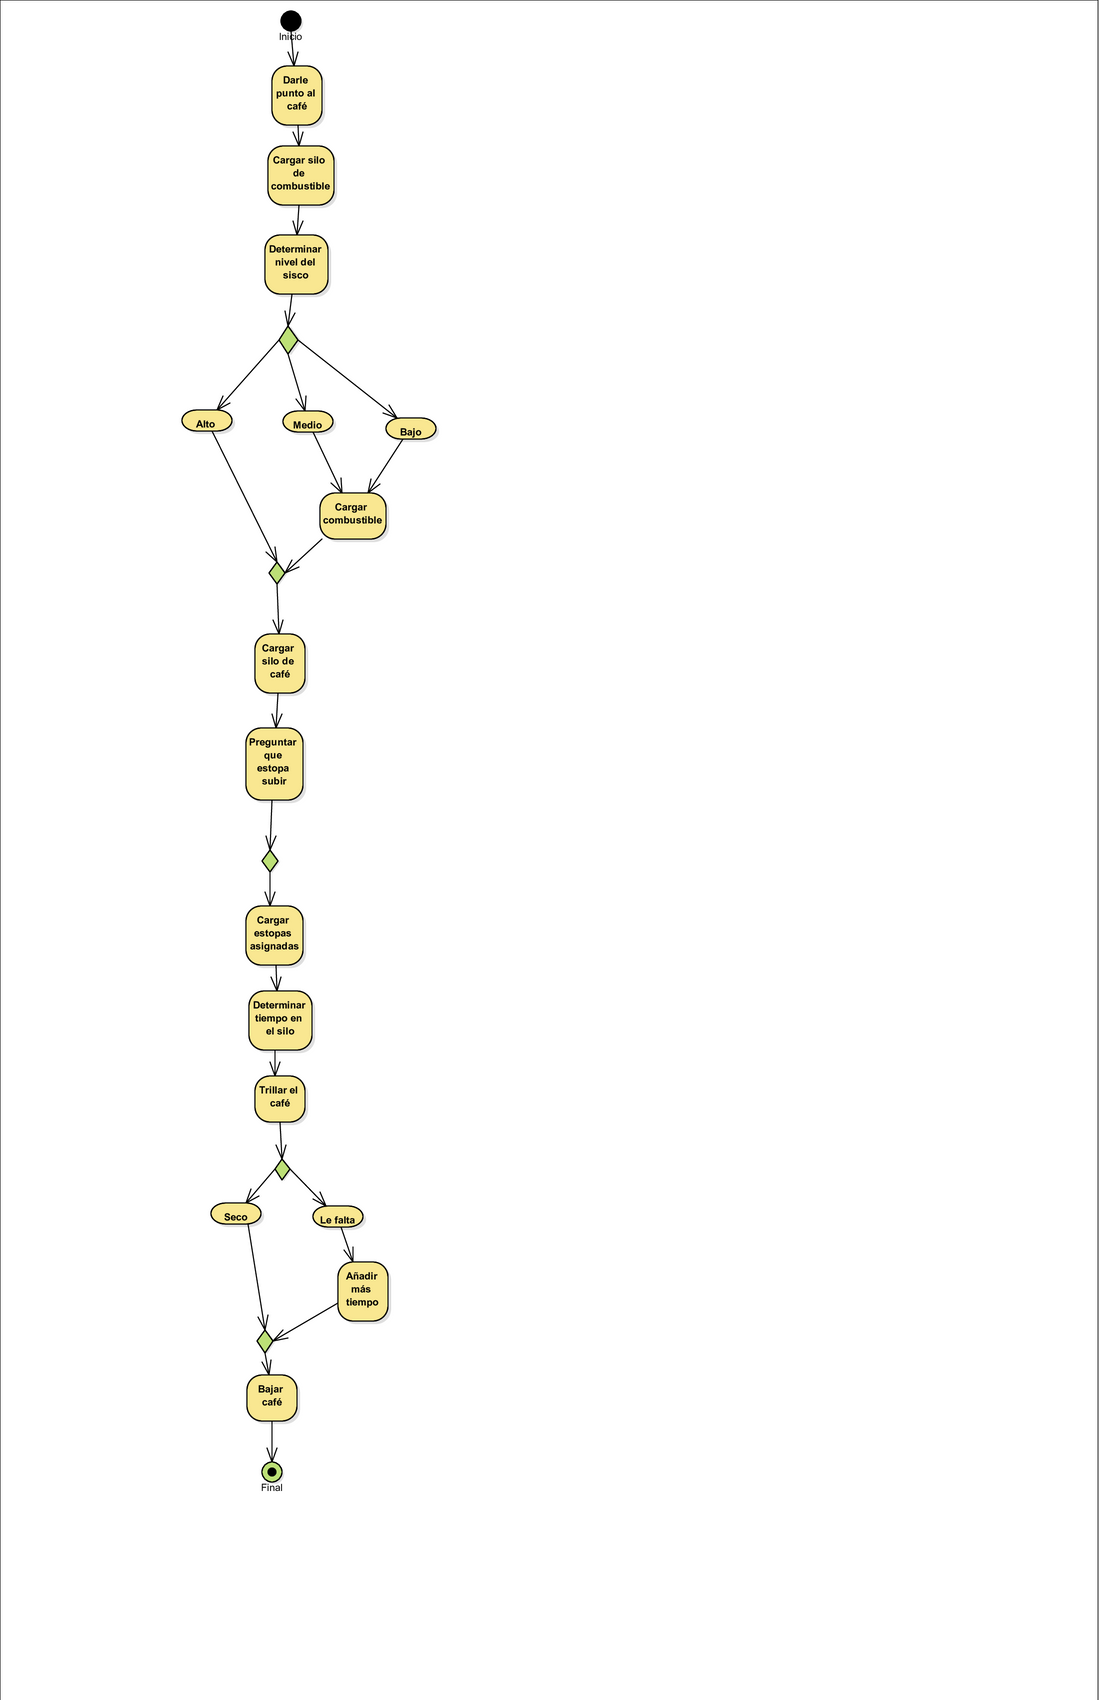 Inicio
Darle
punto al
café
Cargar silo
de
combustible
Determinar
nivel del
sisco
Alto
Medio
Bajo
Cargar
combustible
Cargar
silo de
café
Preguntar
que
estopa
subir
Cargar
estopas
asignadas
Determinar
tiempo en
el silo
Trillar el
café
Seco
Le falta
Añadir
más
tiempo
Bajar
café
Final